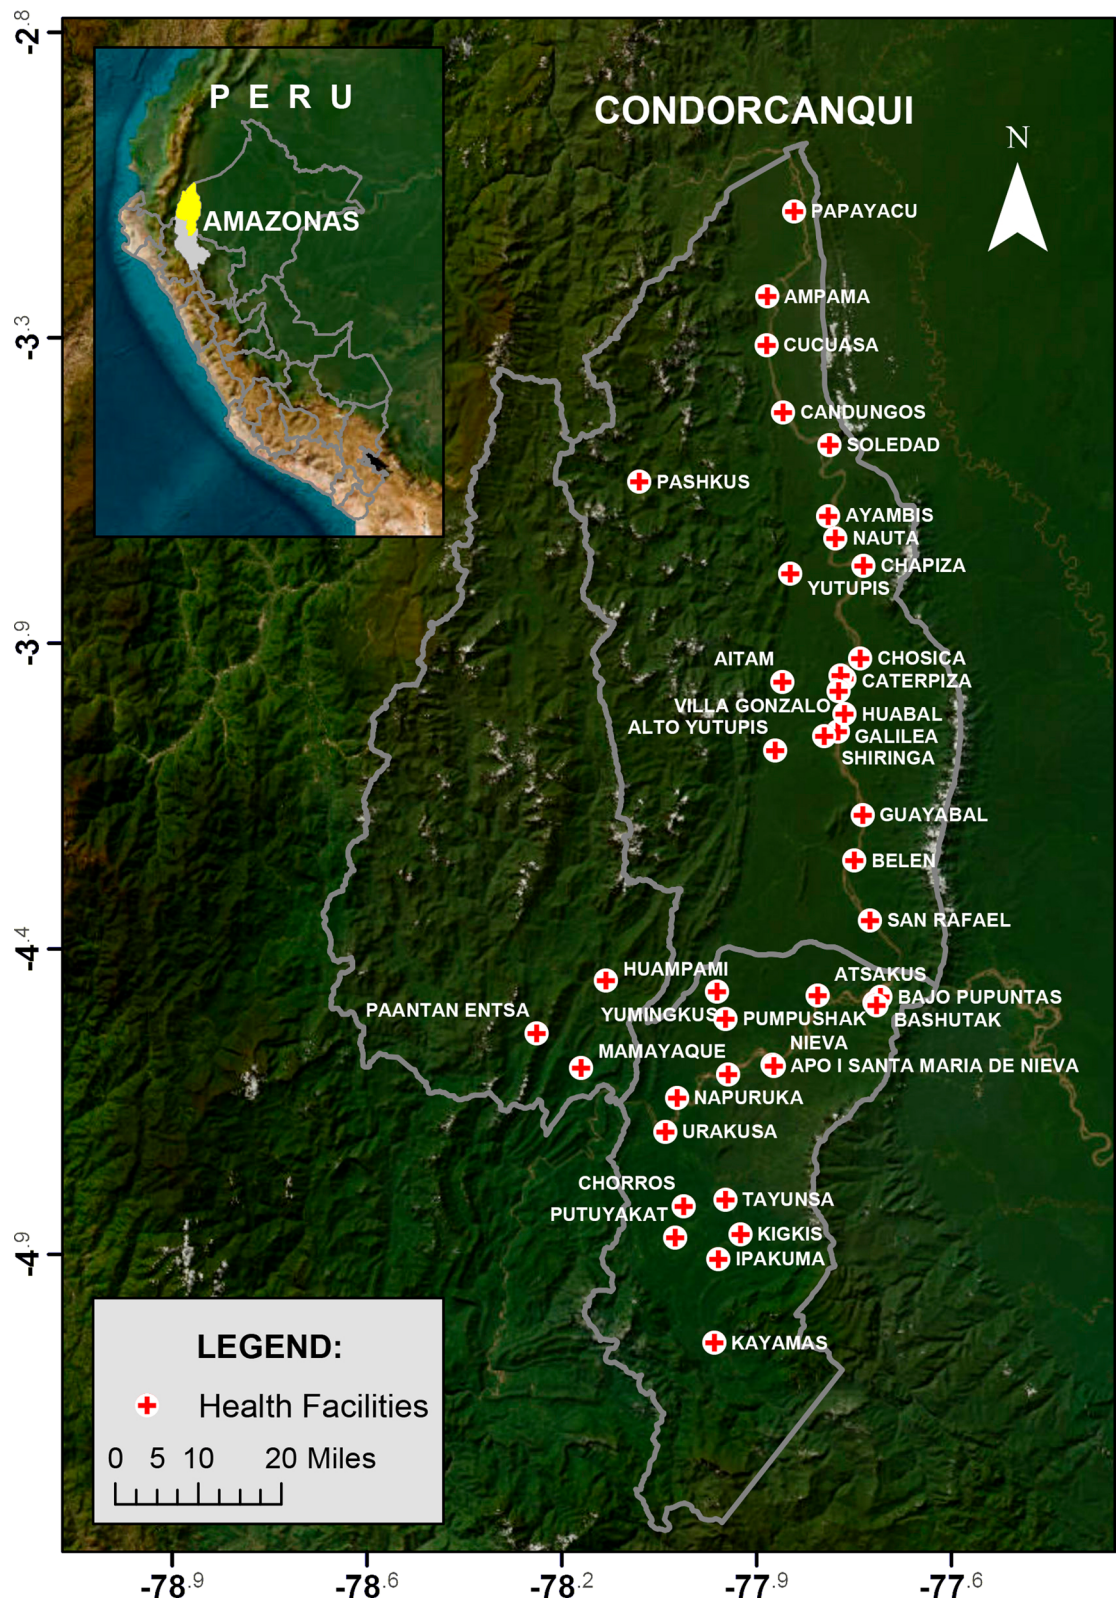 -2.8
-3.3
-3.9
-4.4
-4.9
P E R U
AMAZONAS
CONDORCANQUI
N
PAPAYACU
AMPAMA
CUCUASA
CANDUNGOS
SOLEDAD
PASHKUS
AYAMBIS
NAUTA
CHAPIZA
YUTUPIS
CHOSICA
AITAM
CATERPIZA
VILLA GONZALO
HUABAL
ALTO YUTUPIS
GALILEA
SHIRINGA
GUAYABAL
BELEN
SAN RAFAEL
HUAMPAMI
ATSAKUS
BAJO PUPUNTAS
PAANTAN ENTSA
YUMINGKUS
PUMPUSHAK
BASHUTAK
NIEVA
MAMAYAQUE
APO I SANTA MARIA DE NIEVA
NAPURUKA
URAKUSA
CHORROS
TAYUNSA
PUTUYAKAT
KIGKIS
IPAKUMA
KAYAMAS
LEGEND:
Health Facilities
0 5 10 20 Miles
-78.9 -78.6 -78.2 -77.9 -77.6